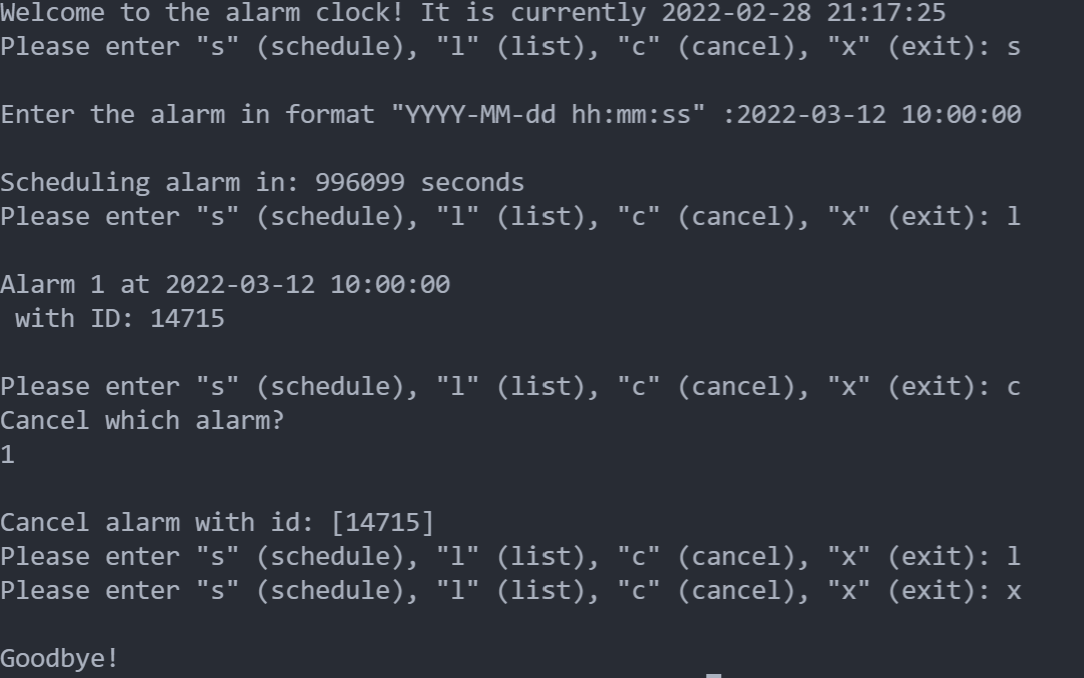 Welcome to the alarm clock! It is currently 2022-02-28 21:17:25
Please enter "s" (schedule), "l" (list), "c" (cancel), "x" (exit): s
Enter the alarm in format "YYYY-MM-dd hh:mm:ss" :2022-03-12 10:00:00
Scheduling alarm in: 996099 seconds
Please enter "s" (schedule), "l" (list), "c" (cancel), "x" (exit): l
Alarm 1 at 2022-03-12 10:00:00
 with ID: 14715
Please enter "s" (schedule), "l" (list), "c" (cancel), "x" (exit): c
Cancel which alarm?
1
Cancel alarm with id: [14715]
Please enter "s" (schedule), "l" (list), "c" (cancel), "x" (exit): l
Please enter "s" (schedule), "l" (list), "c" (cancel), "x" (exit): x
Goodbye!